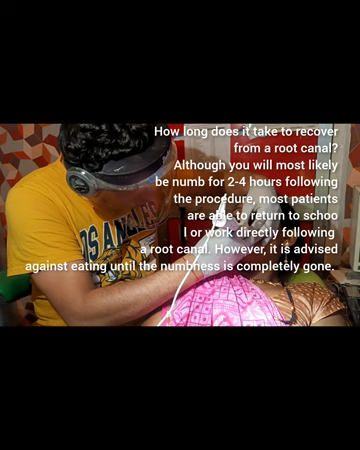 How long does it take to recover
from a root canal?
Although you will most likely
be numb for 2-4 hours following
the procedure, most patients
are able to return to schoo
l or work directly following
a root canal. However, it is advised
against eating until the numbness is completely gone.
OS ANGELES